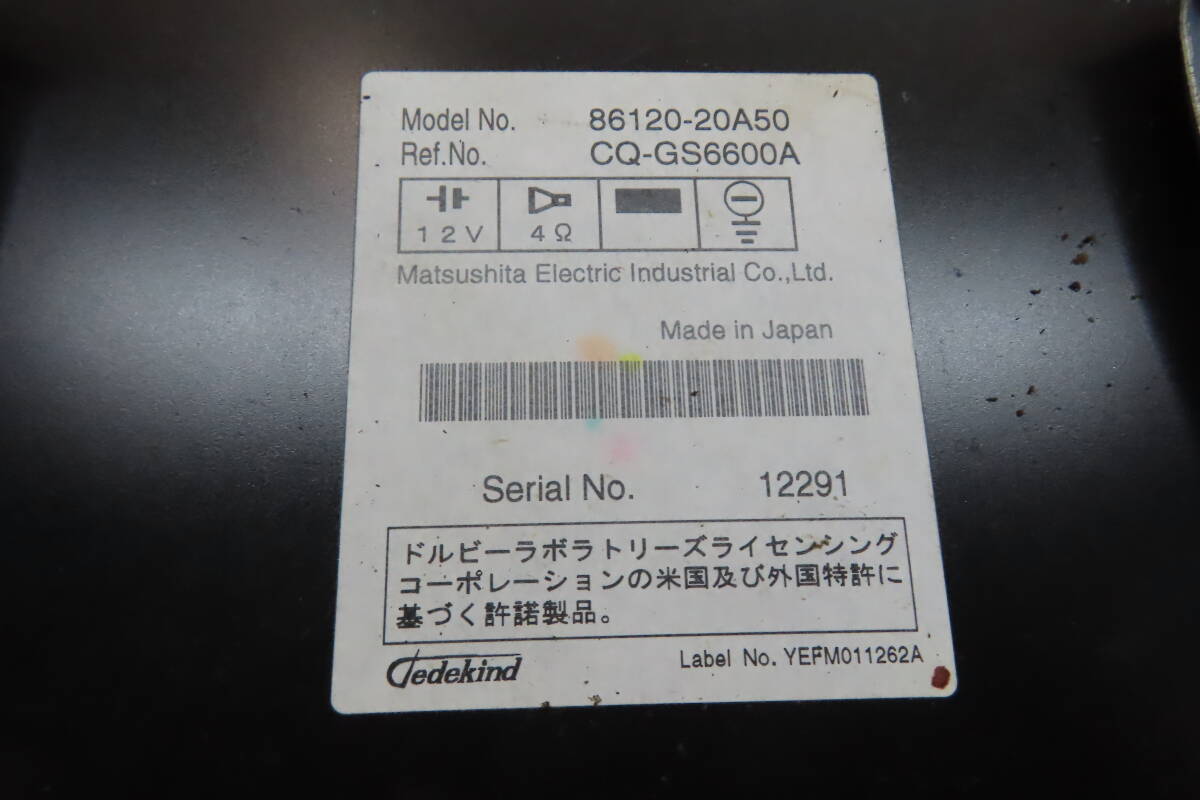 Model No. 86120-20A50
Ref.No. CQ-GS6600A
12V 4Ω
Matsushita Electric Industrial Co.,Ltd.
Made in Japan
Serial No. 12291
ドルビーラボラトリーズライセンシング
コーポレーションの米国及び外国特許に
基づく許諾製品。
Gedekind Label No. YEFM011262A